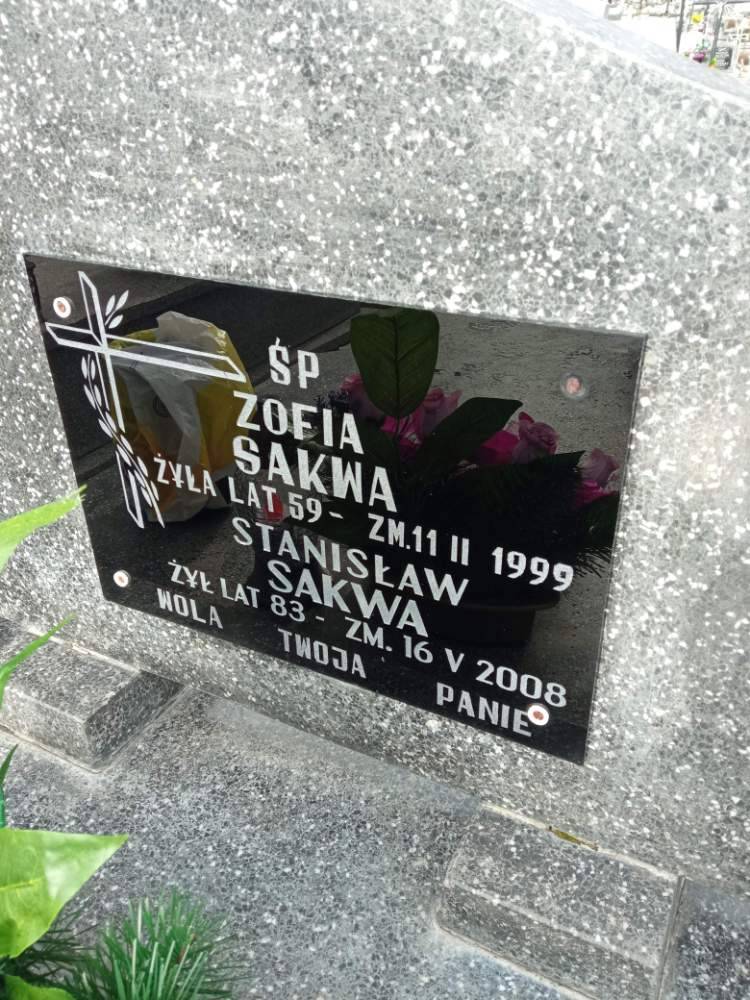 ŚP
ZOFIA
SAKWA
ŻYŁA LAT 59 - ZM. 11 II 1999
STANISŁAW
SAKWA
ŻYŁ LAT 83 - ZM. 16 V 2008
WOLA TWOJA PANIE